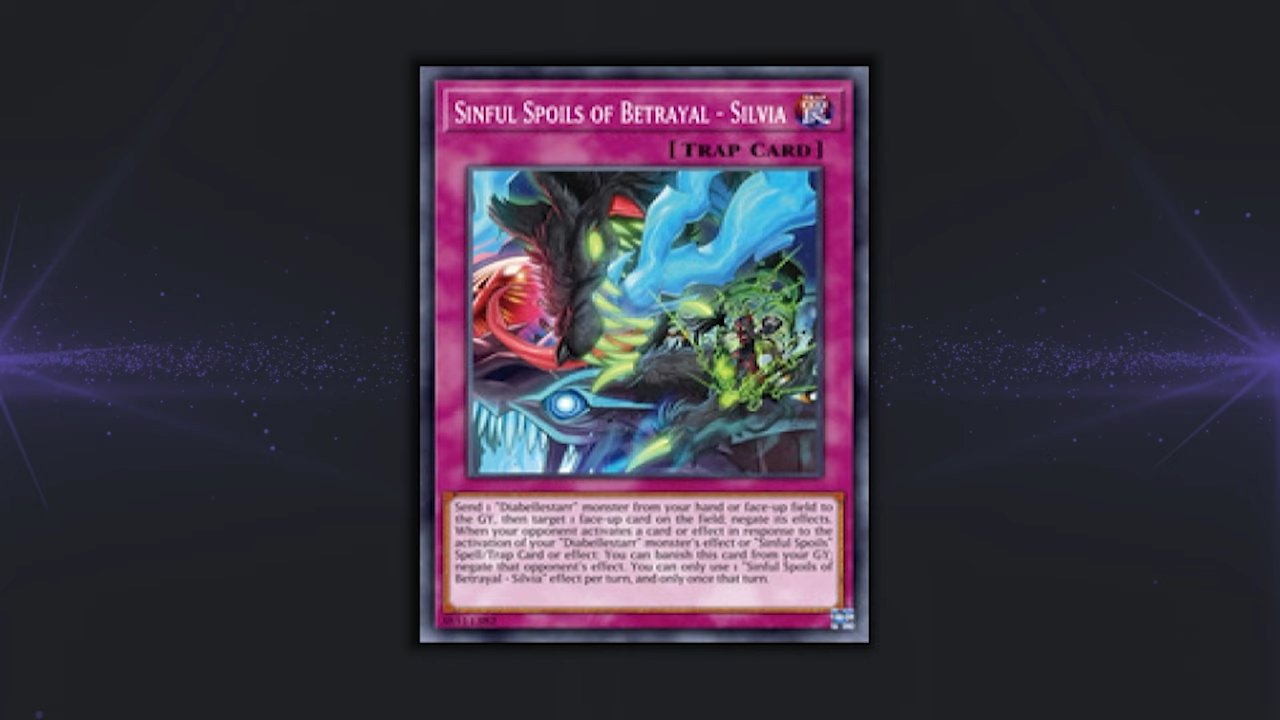 SINFUL SPOILS OF BETRAYAL - SILVIA
[TRAP CARD]
Send 1 "Diabellestarr" monster from your hand or face-up field to
the GY, then target 1 face-up card on the field; negate its effects.
When your opponent activates a card or effect in response to the
activation of your "Diabellestarr" monster's effect or "Sinful Spoils"
Spell/Trap Card or effect: You can banish this card from your GY;
negate that opponent's effect. You can only use 1 "Sinful Spoils of
Betrayal - Silvia" effect per turn, and only once that turn.